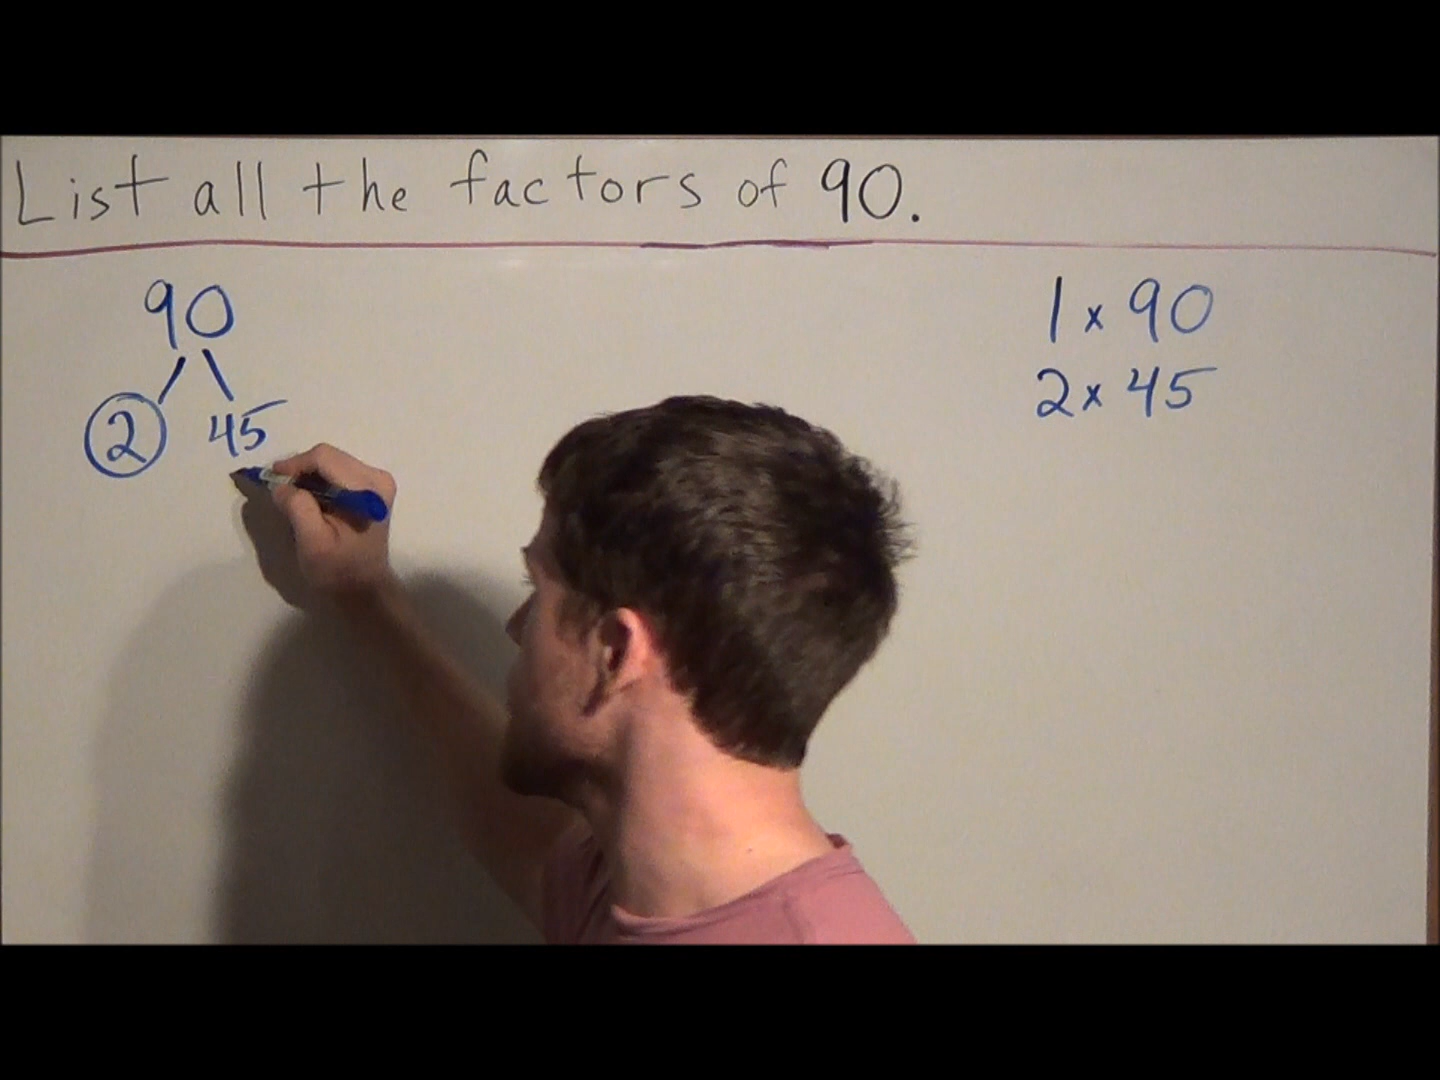 List all the factors of 90.
90
2 45
1 x 90
2 x 45